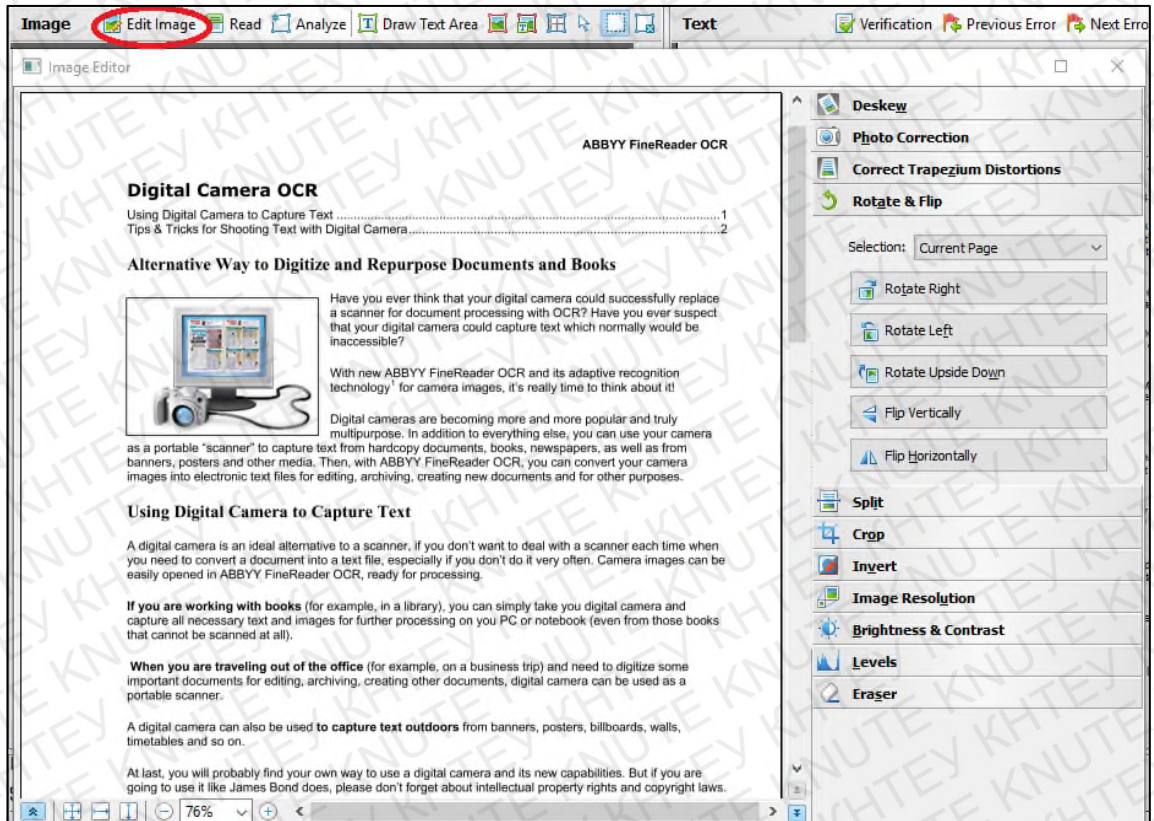 Image Edit Image Read Analyze Draw Text Area Text Verification Previous Error Next Erro
Image Editor
ABBYY FineReader OCR
Digital Camera OCR
Using Digital Camera to Capture Text ........ 1
Tips & Tricks for Shooting Text with Digital Camera ........ 2
Alternative Way to Digitize and Repurpose Documents and Books
Have you ever think that your digital camera could successfully replace
a scanner for document processing with OCR? Have you ever suspect
that your digital camera could capture text which normally would be
inaccessible?
With new ABBYY FineReader OCR and its adaptive recognition
technology1 for camera images, it's really time to think about it!
Digital cameras are becoming more and more popular and truly
multipurpose. In addition to everything else, you can use your camera
as a portable “scanner” to capture text from hardcopy documents, books, newspapers, as well as from
banners, posters and other media. Then, with ABBYY FineReader OCR, you can convert your camera
images into electronic text files for editing, archiving, creating new documents and for other purposes.
Using Digital Camera to Capture Text
A digital camera is an ideal alternative to a scanner, if you don't want to deal with a scanner each time when
you need to convert a document into a text file, especially if you don't do it very often. Camera images can be
easily opened in ABBYY FineReader OCR, ready for processing.
If you are working with books (for example, in a library), you can simply take you digital camera and
capture all necessary text and images for further processing on you PC or notebook (even from those books
that cannot be scanned at all).
When you are traveling out of the office (for example, on a business trip) and need to digitize some
important documents for editing, archiving, creating other documents, digital camera can be used as a
portable scanner.
A digital camera can also be used to capture text outdoors from banners, posters, billboards, walls,
timetables and so on.
At last, you will probably find your own way to use a digital camera and its new capabilities. But if you are
going to use it like James Bond does, please don't forget about intellectual property rights and copyright laws.
76%
Deskew
Photo Correction
Correct Trapezium Distortions
Rotate & Flip
Selection: Current Page
Rotate Right
Rotate Left
Rotate Upside Down
Flip Vertically
Flip Horizontally
Split
Crop
Invert
Image Resolution
Brightness & Contrast
Levels
Eraser
KNUTE KHTEY